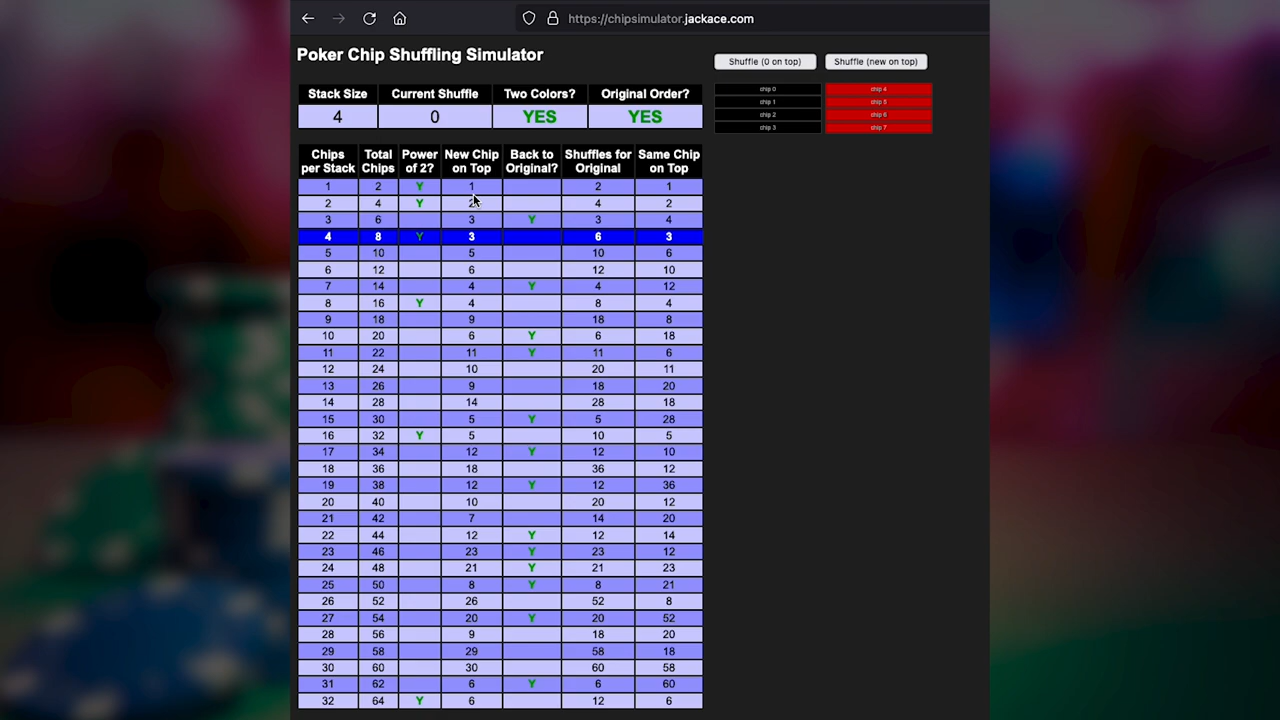 https://chipsimulator.jackace.com
Poker Chip Shuffling Simulator
Shuffle (0 on top) Shuffle (new on top)
Stack Size Current Shuffle Two Colors? Original Order?
4 0 YES YES
chip 0 chip 4
chip 1 chip 5
chip 2 chip 6
chip 3 chip 7
Chips per Stack Total Chips Power of 2? New Chip on Top Back to Original? Shuffles for Original Same Chip on Top
1 2 Y 1 2 1
2 4 Y 2 4 2
3 6 3 Y 3 4
4 8 Y 3 6 3
5 10 5 10 6
6 12 6 12 10
7 14 4 Y 4 12
8 16 Y 4 8 4
9 18 9 18 8
10 20 6 Y 6 18
11 22 11 Y 11 6
12 24 10 20 11
13 26 9 18 20
14 28 14 28 18
15 30 5 Y 5 28
16 32 Y 5 10 5
17 34 12 Y 12 10
18 36 18 36 12
19 38 12 Y 12 36
20 40 10 20 12
21 42 7 14 20
22 44 12 Y 12 14
23 46 23 Y 23 12
24 48 21 Y 21 23
25 50 8 Y 8 21
26 52 26 52 8
27 54 20 Y 20 52
28 56 9 18 20
29 58 29 58 18
30 60 30 60 58
31 62 6 Y 6 60
32 64 Y 6 12 6